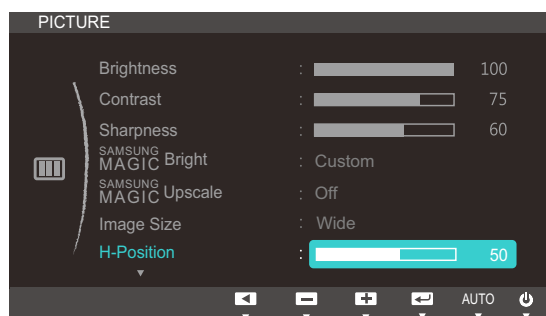 PICTURE
Brightness : 100
Contrast : 75
Sharpness : 60
SAMSUNG MAGIC Bright : Custom
SAMSUNG MAGIC Upscale : Off
Image Size : Wide
H-Position : 50
AUTO